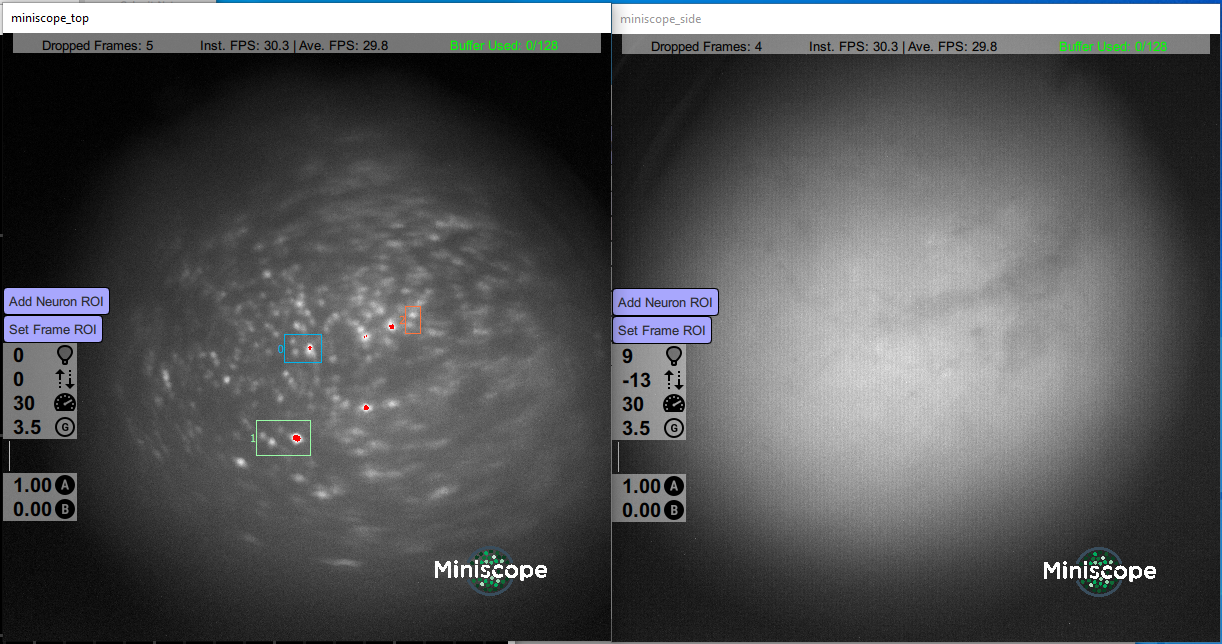 miniscope_top
Dropped Frames: 5 Inst. FPS: 30.3 | Ave. FPS: 29.8 Buffer Used: 0/128
Add Neuron ROI
Set Frame ROI
0
0
30
3.5 G
1.00 A
0.00 B
0
1
2
Miniscope
miniscope_side
Dropped Frames: 4 Inst. FPS: 30.3 | Ave. FPS: 29.8 Buffer Used: 0/128
Add Neuron ROI
Set Frame ROI
9
-13
30
3.5 G
1.00 A
0.00 B
Miniscope